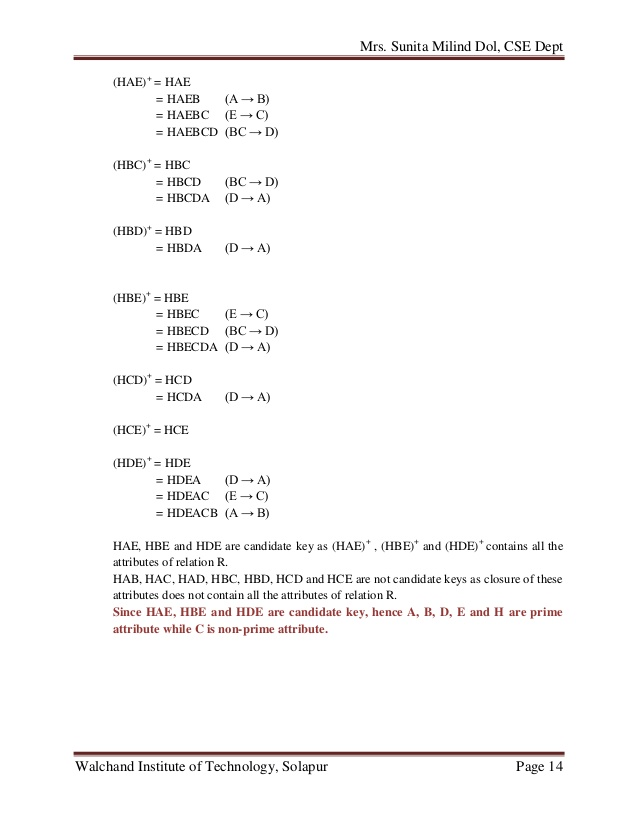 Mrs. Sunita Milind Dol, CSE Dept
(HAE)+ = HAE
= HAEB (A → B)
= HAEBC (E → C)
= HAEBCD (BC → D)
(HBC)+ = HBC
= HBCD (BC → D)
= HBCDA (D → A)
(HBD)+ = HBD
= HBDA (D → A)
(HBE)+ = HBE
= HBEC (E → C)
= HBECD (BC → D)
= HBECDA (D → A)
(HCD)+ = HCD
= HCDA (D → A)
(HCE)+ = HCE
(HDE)+ = HDE
= HDEA (D → A)
= HDEAC (E → C)
= HDEACB (A → B)
HAE, HBE and HDE are candidate key as (HAE)+ , (HBE)+ and (HDE)+ contains all the
attributes of relation R.
HAB, HAC, HAD, HBC, HBD, HCD and HCE are not candidate keys as closure of these
attributes does not contain all the attributes of relation R.
Since HAE, HBE and HDE are candidate key, hence A, B, D, E and H are prime
attribute while C is non-prime attribute.
Walchand Institute of Technology, Solapur Page 14